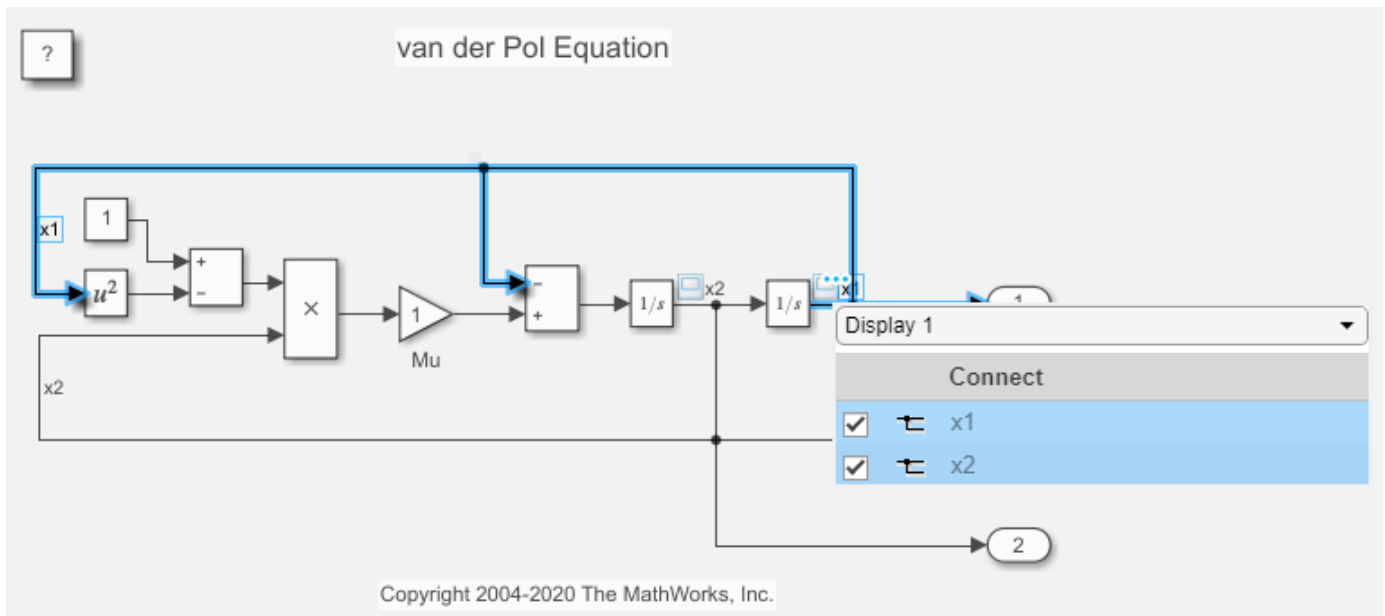 ?
van der Pol Equation
x1
1
+
−
u²
×
1
Mu
−
+
1/s
x2
1/s
x1
1
Display 1
Connect
x1
x2
x2
2
Copyright 2004-2020 The MathWorks, Inc.